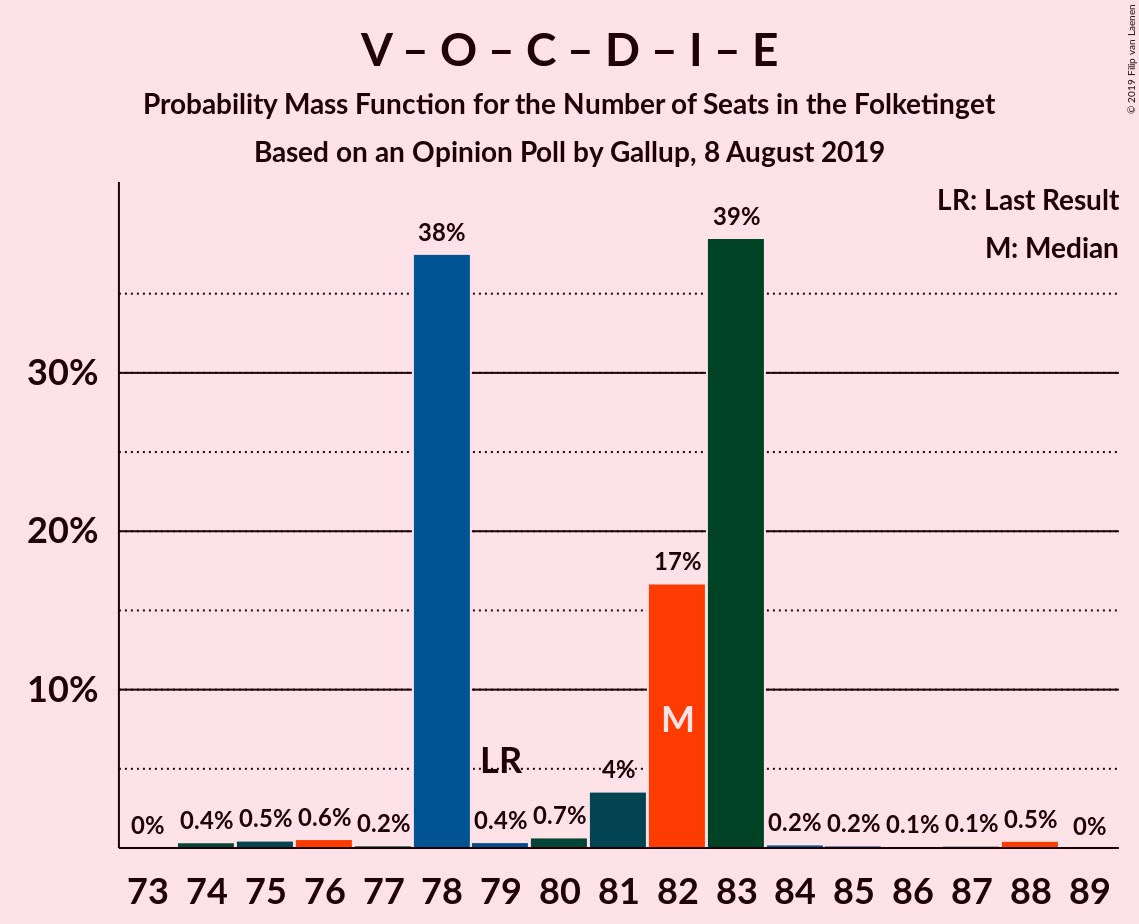 V – O – C – D – I – E
Probability Mass Function for the Number of Seats in the Folketinget
Based on an Opinion Poll by Gallup, 8 August 2019
© 2019 Filip van Laenen
LR: Last Result
M: Median
30%
20%
10%
0%
0.4%
0.5%
0.6%
0.2%
38%
0.4%
0.7%
4%
17%
39%
0.2%
0.2%
0.1%
0.1%
0.5%
0%
LR
M
73 74 75 76 77 78 79 80 81 82 83 84 85 86 87 88 89